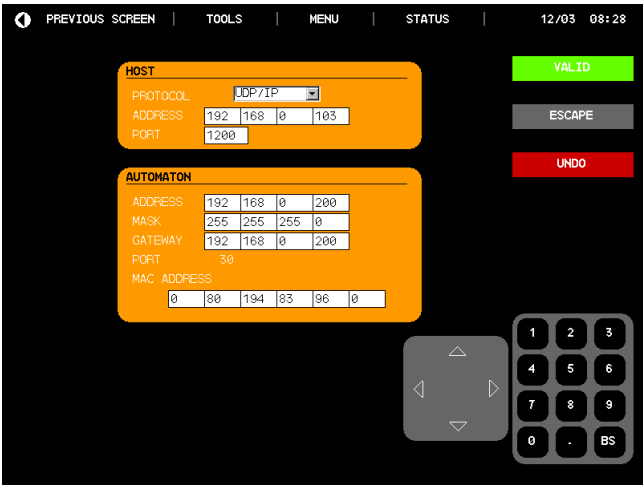 PREVIOUS SCREEN | TOOLS | MENU | STATUS | 12/03 08:28
HOST
PROTOCOL UDP/IP
ADDRESS 192 168 0 103
PORT 1200
AUTOMATON
ADDRESS 192 168 0 200
MASK 255 255 255 0
GATEWAY 192 168 0 200
PORT 30
MAC ADDRESS
0 80 194 83 96 0
VALID
ESCAPE
UNDO
1 2 3
4 5 6
7 8 9
0 . BS